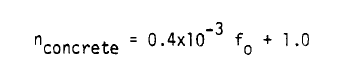 n_concrete = 0.4x10^-3 f_o + 1.0